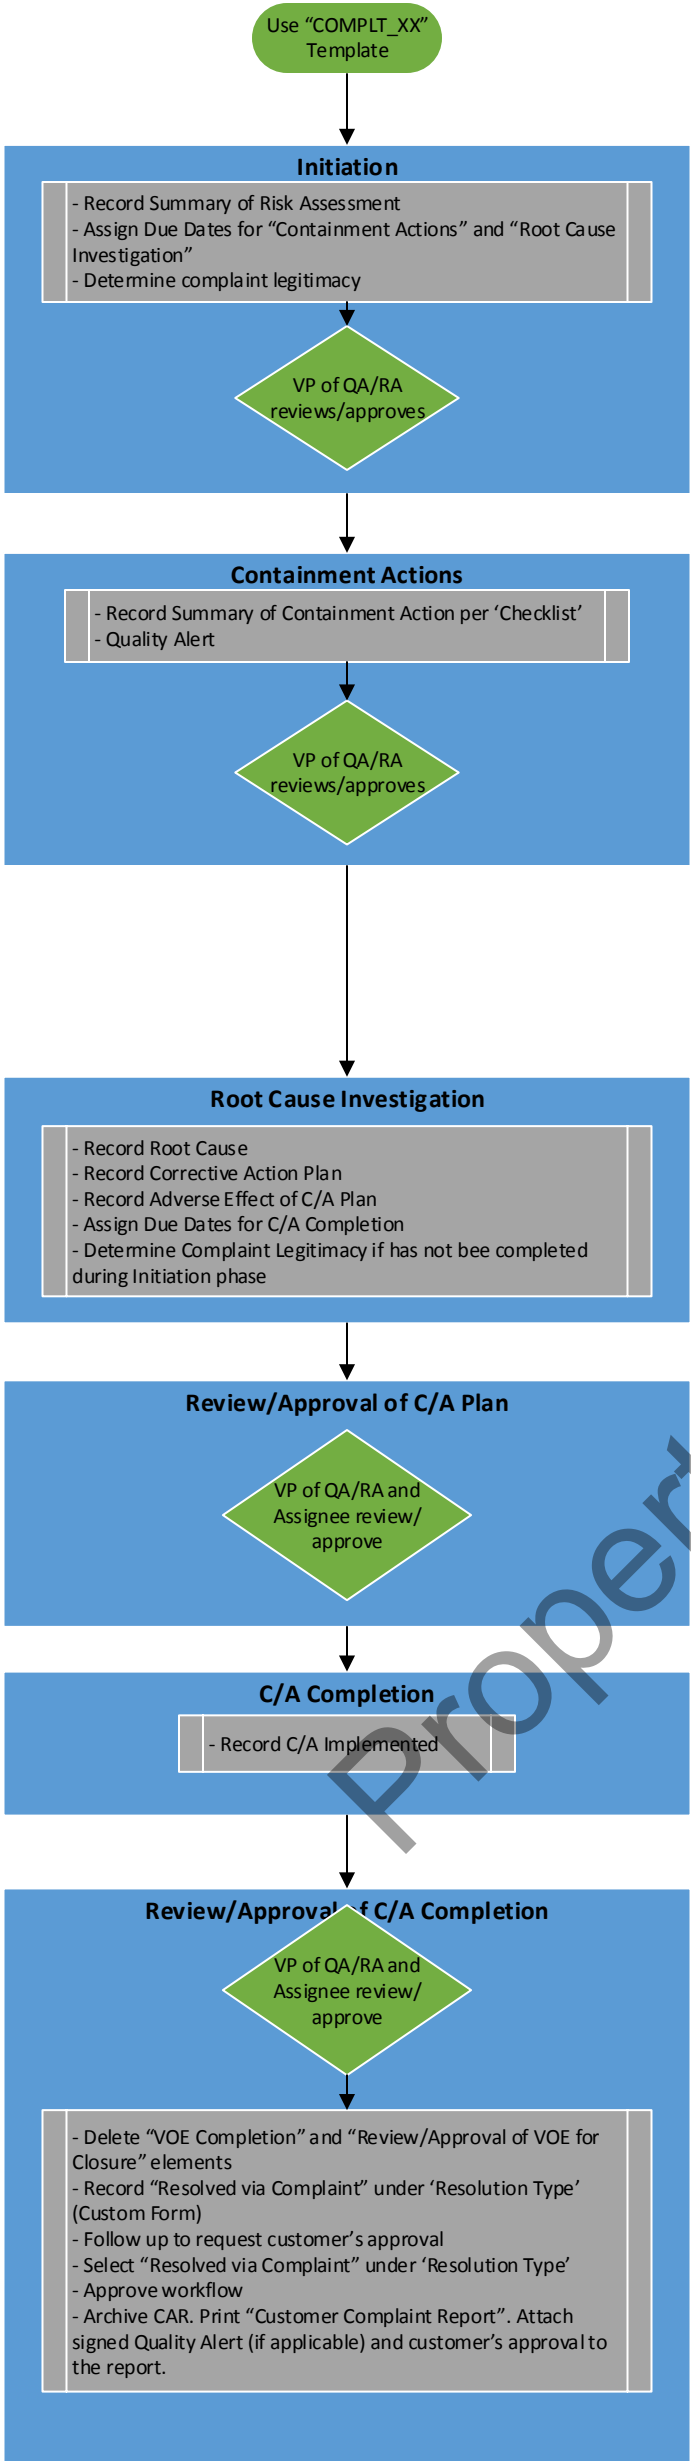 Use “COMPLT_XX”
Template
Initiation
- Record Summary of Risk Assessment
- Assign Due Dates for “Containment Actions” and “Root Cause
Investigation”
- Determine complaint legitimacy
VP of QA/RA
reviews/approves
Containment Actions
- Record Summary of Containment Action per ‘Checklist’
- Quality Alert
VP of QA/RA
reviews/approves
Root Cause Investigation
- Record Root Cause
- Record Corrective Action Plan
- Record Adverse Effect of C/A Plan
- Assign Due Dates for C/A Completion
- Determine Complaint Legitimacy if has not bee completed
during Initiation phase
Review/Approval of C/A Plan
VP of QA/RA and
Assignee review/
approve
C/A Completion
- Record C/A Implemented
Propert
Review/Approval of C/A Completion
VP of QA/RA and
Assignee review/
approve
- Delete “VOE Completion” and “Review/Approval of VOE for
Closure” elements
- Record “Resolved via Complaint” under ‘Resolution Type’
(Custom Form)
- Follow up to request customer’s approval
- Select “Resolved via Complaint” under ‘Resolution Type’
- Approve workflow
- Archive CAR. Print “Customer Complaint Report”. Attach
signed Quality Alert (if applicable) and customer’s approval to
the report.